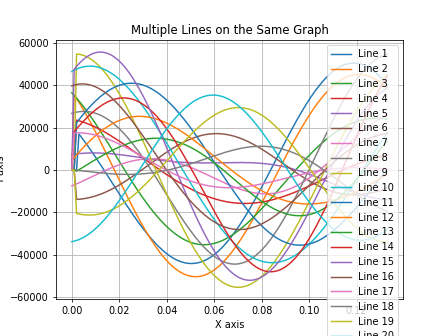 Multiple Lines on the Same Graph
60000
40000
20000
0
−20000
−40000
−60000
0.00
0.02
0.04
0.06
0.08
0.10
X axis
Line 1
Line 2
Line 3
Line 4
Line 5
Line 6
Line 7
Line 8
Line 9
Line 10
Line 11
Line 12
Line 13
Line 14
Line 15
Line 16
Line 17
Line 18
Line 19
Line 20